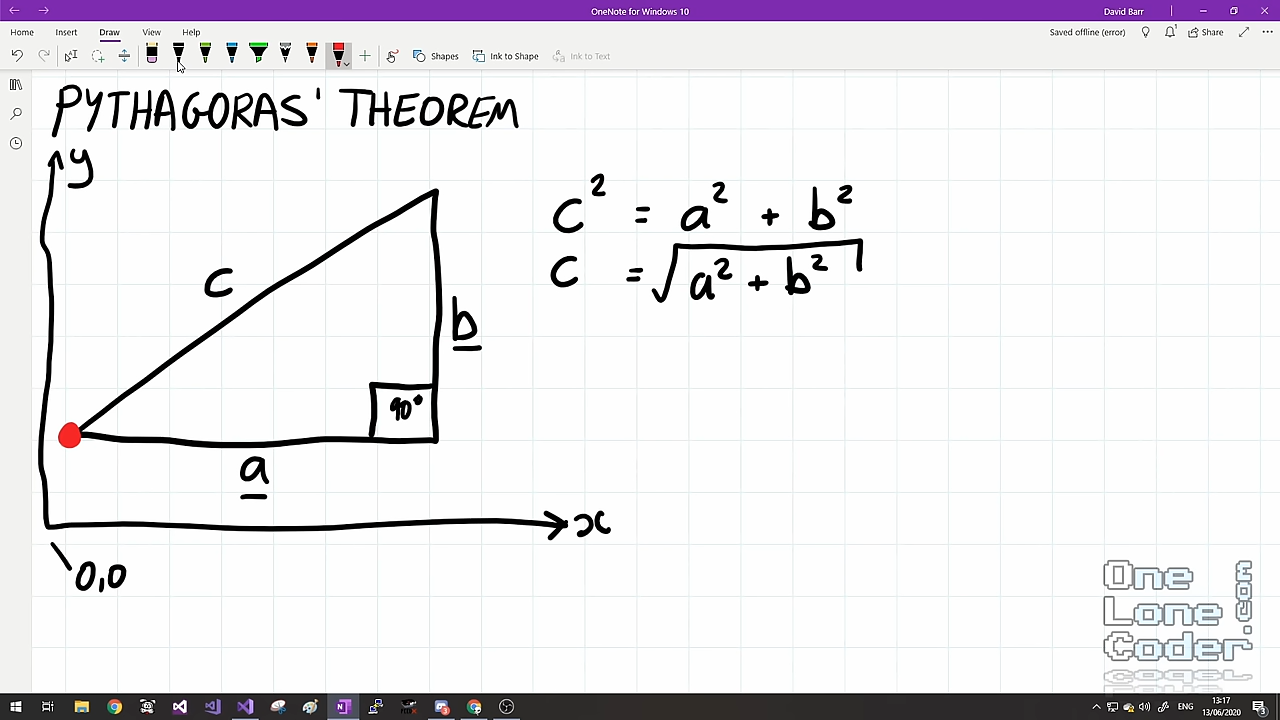 OneNote for Windows 10
David Barr
Home Insert Draw View Help
Saved offline (error)
Share
Shapes
Ink to Shape
Ink to Text
PYTHAGORAS' THEOREM
y
c² = a² + b²
c = √a² + b²
c
b
90°
a
x
0,0
One
Lone
Coder
.com
13:17
13/06/2020